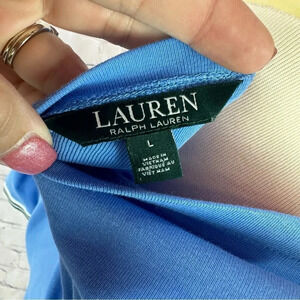 LAUREN
RALPH LAUREN
L
MADE IN
VIETNAM
FABRIQUÉ AU
VIET NAM